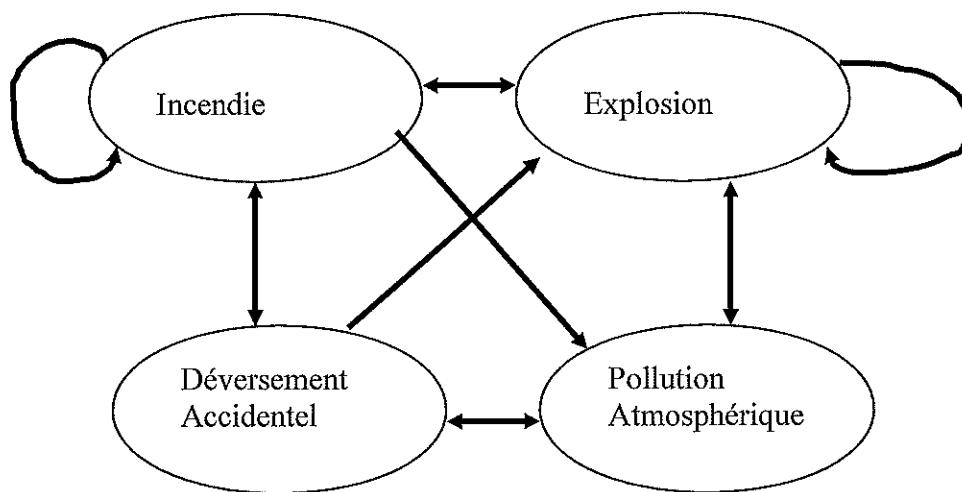 Incendie
Explosion
Déversement
Accidentel
Pollution
Atmosphérique